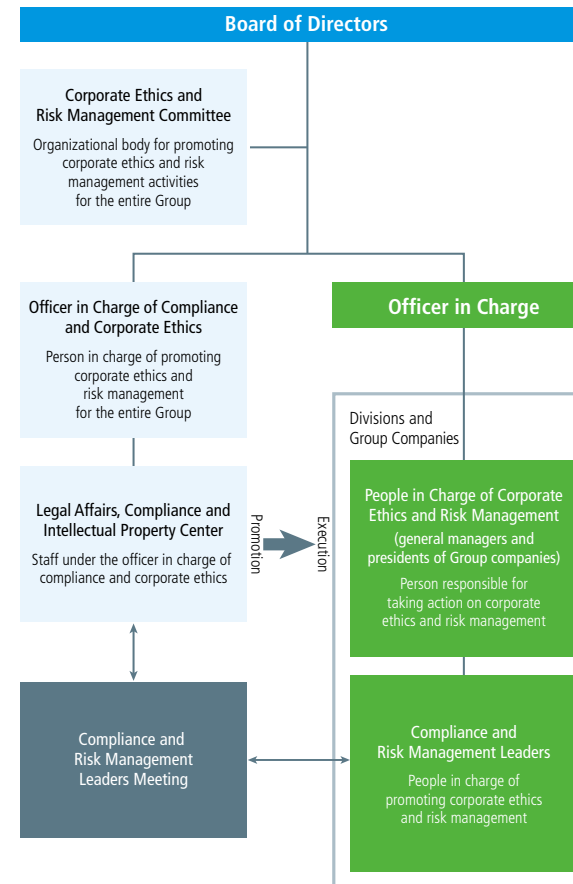 Board of Directors
Corporate Ethics and
Risk Management Committee
Organizational body for promoting
corporate ethics and risk
management activities
for the entire Group
Officer in Charge of Compliance
and Corporate Ethics
Person in charge of promoting
corporate ethics and
risk management
for the entire Group
Officer in Charge
Divisions and
Group Companies
Legal Affairs, Compliance and
Intellectual Property Center
Staff under the officer in charge of
compliance and corporate ethics
Promotion
Execution
People in Charge of Corporate
Ethics and Risk Management
(general managers and
presidents of Group companies)
Person responsible for
taking action on corporate
ethics and risk management
Compliance and
Risk Management
Leaders Meeting
Compliance and
Risk Management Leaders
People in charge of
promoting corporate ethics
and risk management